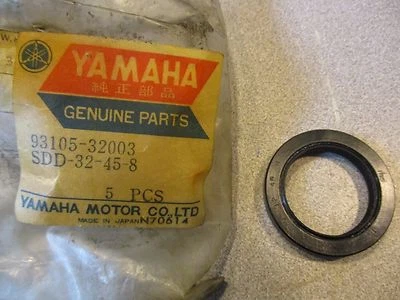 YAMAHA
純正部品
GENUINE PARTS
93105-32003
SDD-32-45-8
5 PCS
YAMAHA MOTOR CO.,LTD
MADE IN JAPAN N70614